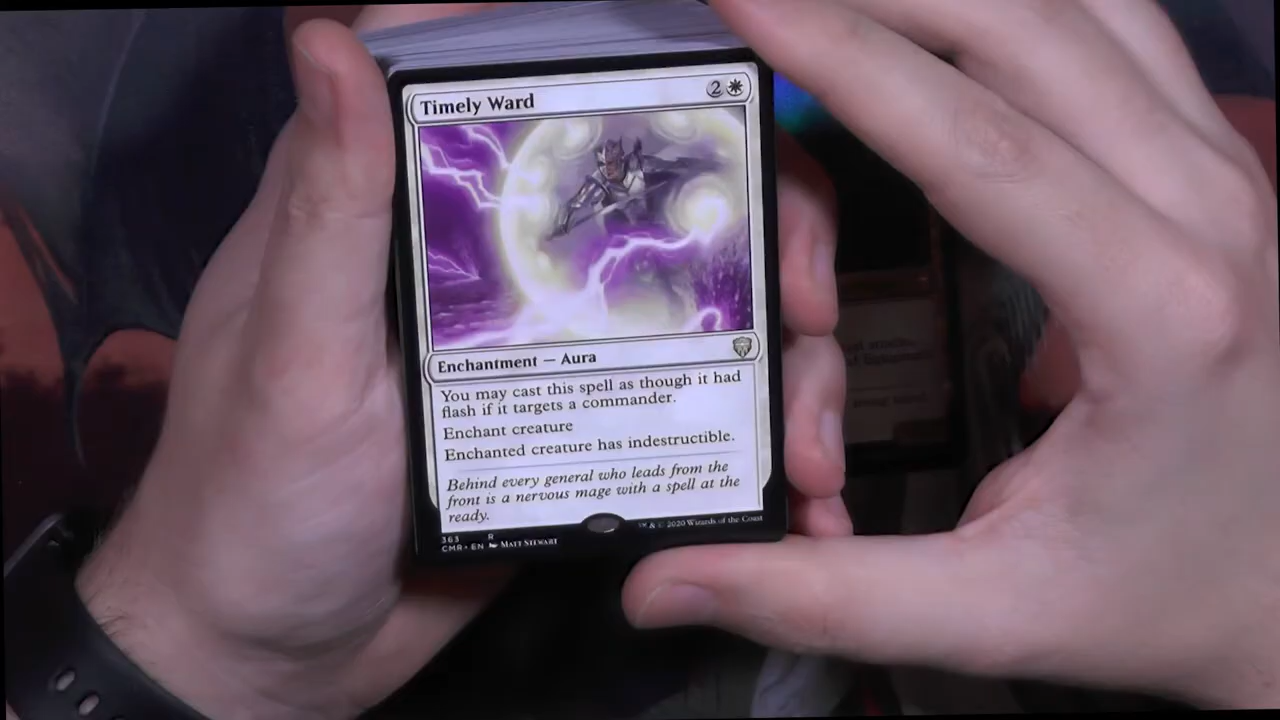 Timely Ward 2
Enchantment — Aura
You may cast this spell as though it had
flash if it targets a commander.
Enchant creature
Enchanted creature has indestructible.
Behind every general who leads from the
front is a nervous mage with a spell at the
ready.
363 R
CMR • EN Matt Stewart
™ & © 2020 Wizards of the Coast